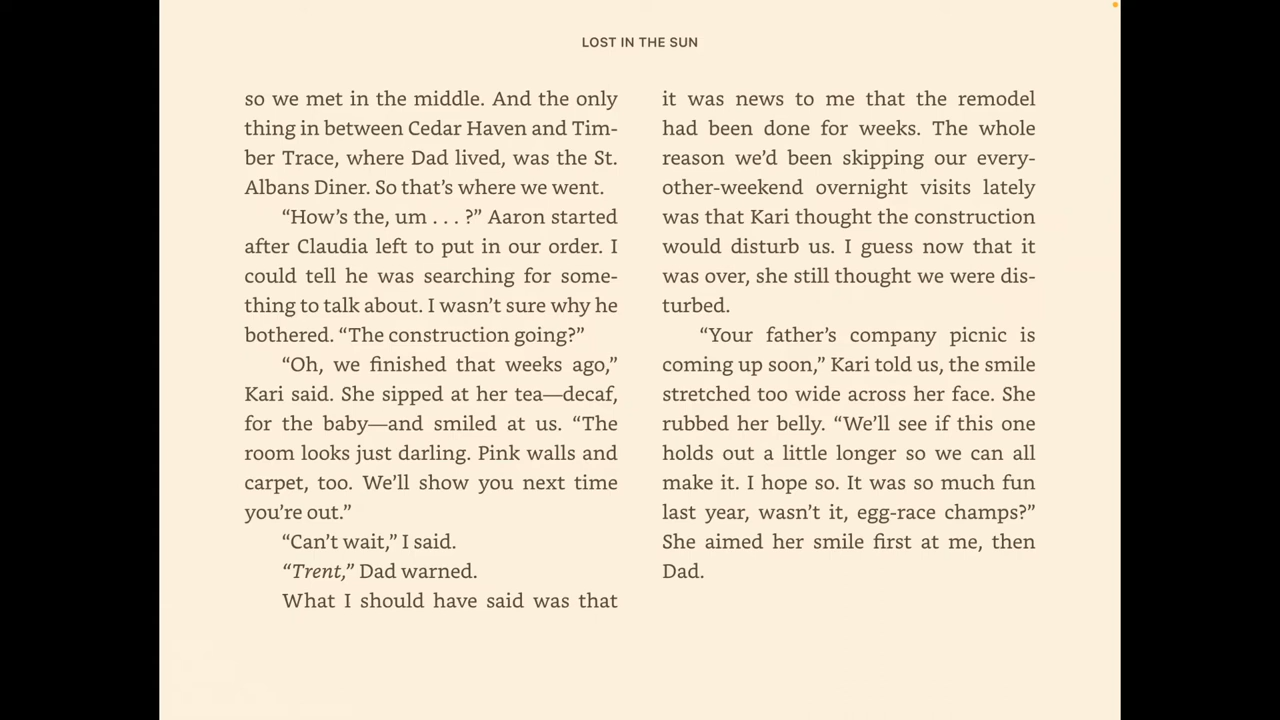 LOST IN THE SUN
so we met in the middle. And the only
thing in between Cedar Haven and Tim-
ber Trace, where Dad lived, was the St.
Albans Diner. So that’s where we went.
“How’s the, um . . . ?” Aaron started
after Claudia left to put in our order. I
could tell he was searching for some-
thing to talk about. I wasn’t sure why he
bothered. “The construction going?”
“Oh, we finished that weeks ago,”
Kari said. She sipped at her tea—decaf,
for the baby—and smiled at us. “The
room looks just darling. Pink walls and
carpet, too. We’ll show you next time
you’re out.”
“Can’t wait,” I said.
“Trent,” Dad warned.
What I should have said was that
it was news to me that the remodel
had been done for weeks. The whole
reason we’d been skipping our every-
other-weekend overnight visits lately
was that Kari thought the construction
would disturb us. I guess now that it
was over, she still thought we were dis-
turbed.
“Your father’s company picnic is
coming up soon,” Kari told us, the smile
stretched too wide across her face. She
rubbed her belly. “We’ll see if this one
holds out a little longer so we can all
make it. I hope so. It was so much fun
last year, wasn’t it, egg-race champs?”
She aimed her smile first at me, then
Dad.